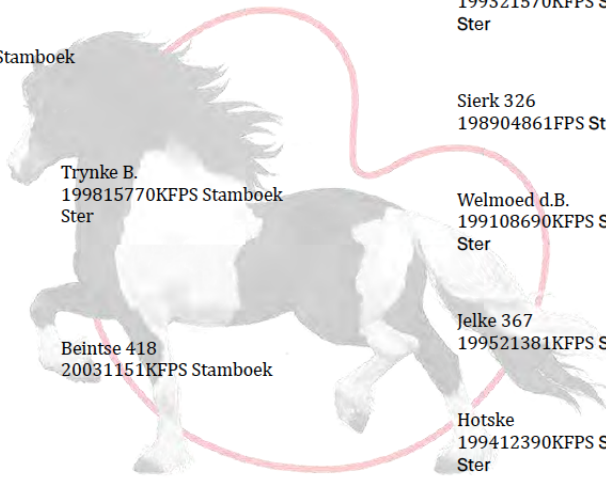 199321570KFPS S
Ster
Stamboek
Sierk 326
198904861FPS St
Trynke B.
199815770KFPS Stamboek
Ster
Welmoed d.B.
199108690KFPS S
Ster
Jelke 367
199521381KFPS S
Beintse 418
20031151KFPS Stamboek
Hotske
199412390KFPS S
Ster